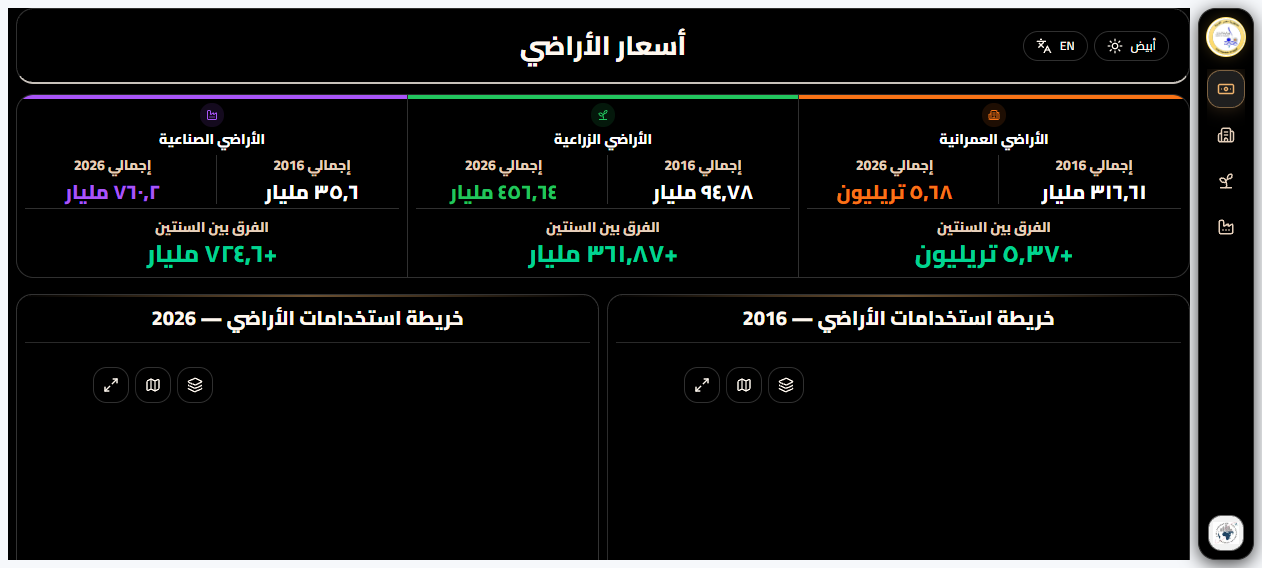 أسعار الأراضي
أبيض
EN
الأراضي العمرانية
إجمالي 2016
إجمالي 2026
٣١٦,٦١ مليار
٥,٦٨ تريليون
الفرق بين السنتين
+٥,٣٧ تريليون
الأراضي الزراعية
إجمالي 2016
إجمالي 2026
٩٤,٧٨ مليار
٤٥٦,٦٤ مليار
الفرق بين السنتين
+٣٦١,٨٧ مليار
الأراضي الصناعية
إجمالي 2016
إجمالي 2026
٣٥,٦ مليار
٧٦٠,٢ مليار
الفرق بين السنتين
+٧٢٤,٦ مليار
خريطة استخدامات الأراضي — 2016
خريطة استخدامات الأراضي — 2026